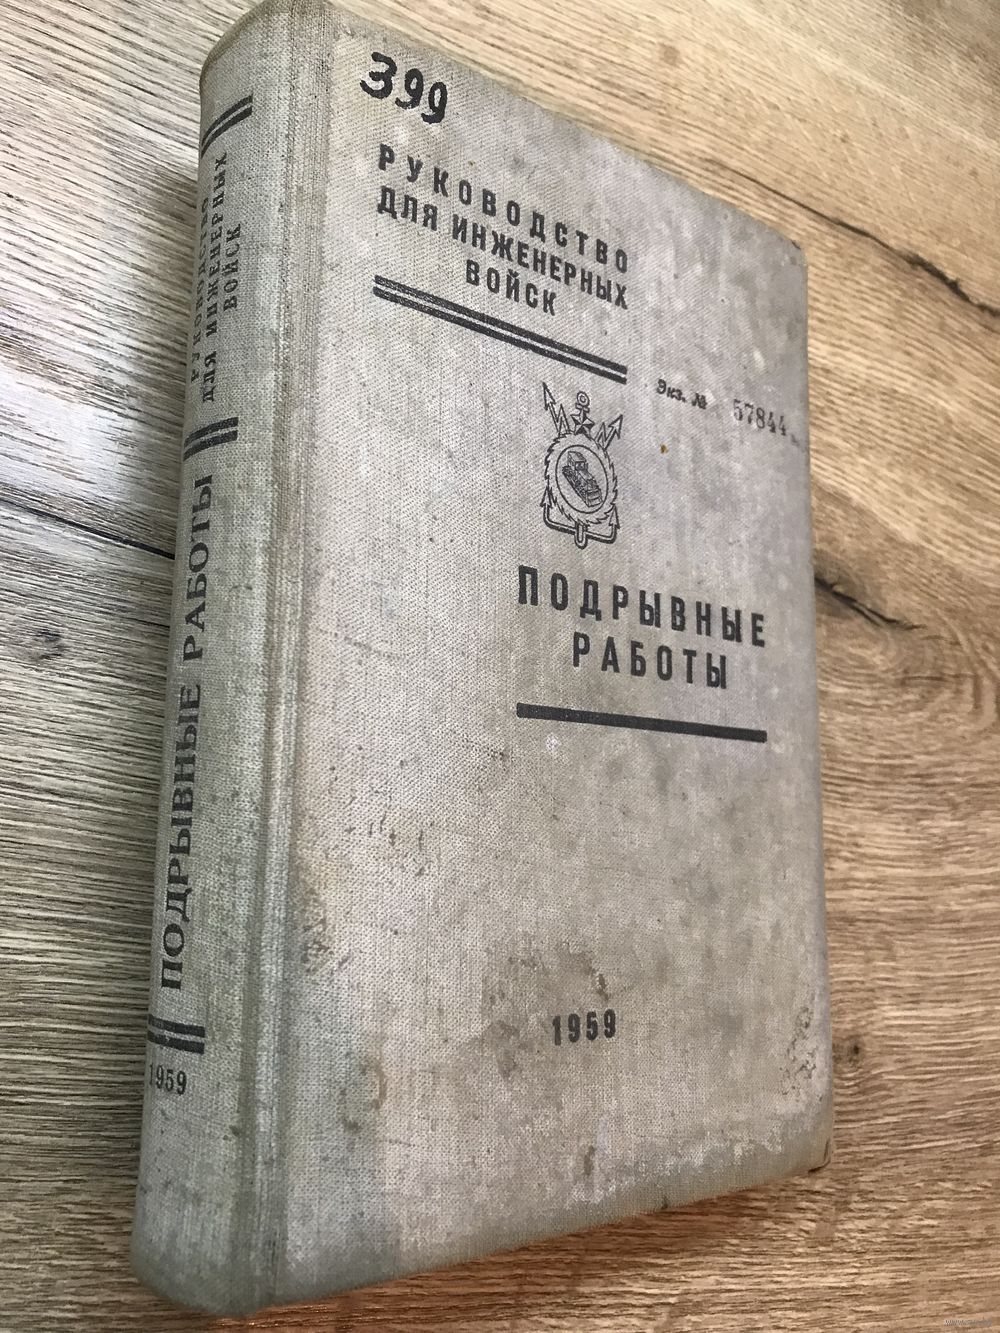 399
РУКОВОДСТВО
ДЛЯ ИНЖЕНЕРНЫХ
ВОЙСК
Экз. № 57844
ПОДРЫВНЫЕ
РАБОТЫ
1959
РУКОВОДСТВО
ДЛЯ ИНЖЕНЕРНЫХ
ВОЙСК
ПОДРЫВНЫЕ РАБОТЫ
1959